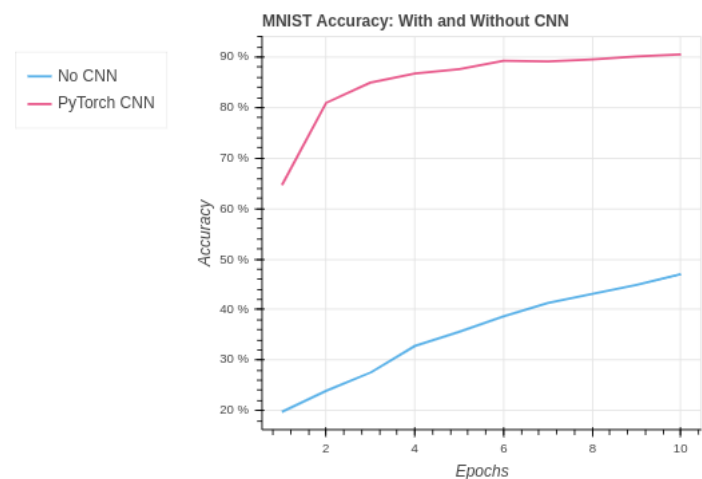 MNIST Accuracy: With and Without CNN
No CNN
PyTorch CNN
90 %
80 %
70 %
60 %
50 %
40 %
30 %
20 %
Accuracy
2 4 6 8 10
Epochs